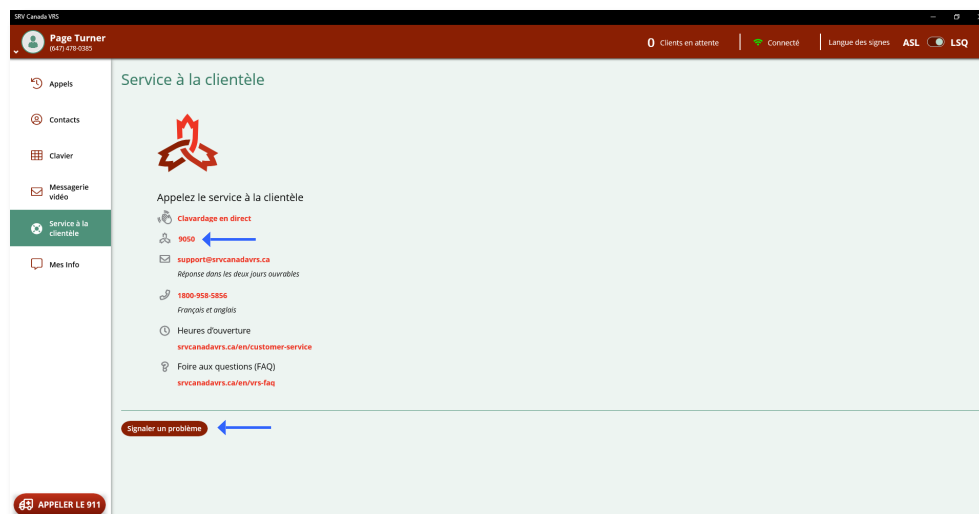 SRV Canada VRS
Page Turner
(647) 478-0385
0 Clients en attente
Connecté
Langue des signes ASL LSQ
Appels
Contacts
Clavier
Messagerie
vidéo
Service à la
clientèle
Mes Info
APPELER LE 911
Service à la clientèle
Appelez le service à la clientèle
Clavardage en direct
9050
support@srvcanadavrs.ca
Réponse dans les deux jours ouvrables
1800-958-5856
Français et anglais
Heures d'ouverture
srvcanadavrs.ca/en/customer-service
Foire aux questions (FAQ)
srvcanadavrs.ca/en/vrs-faq
Signaler un problème